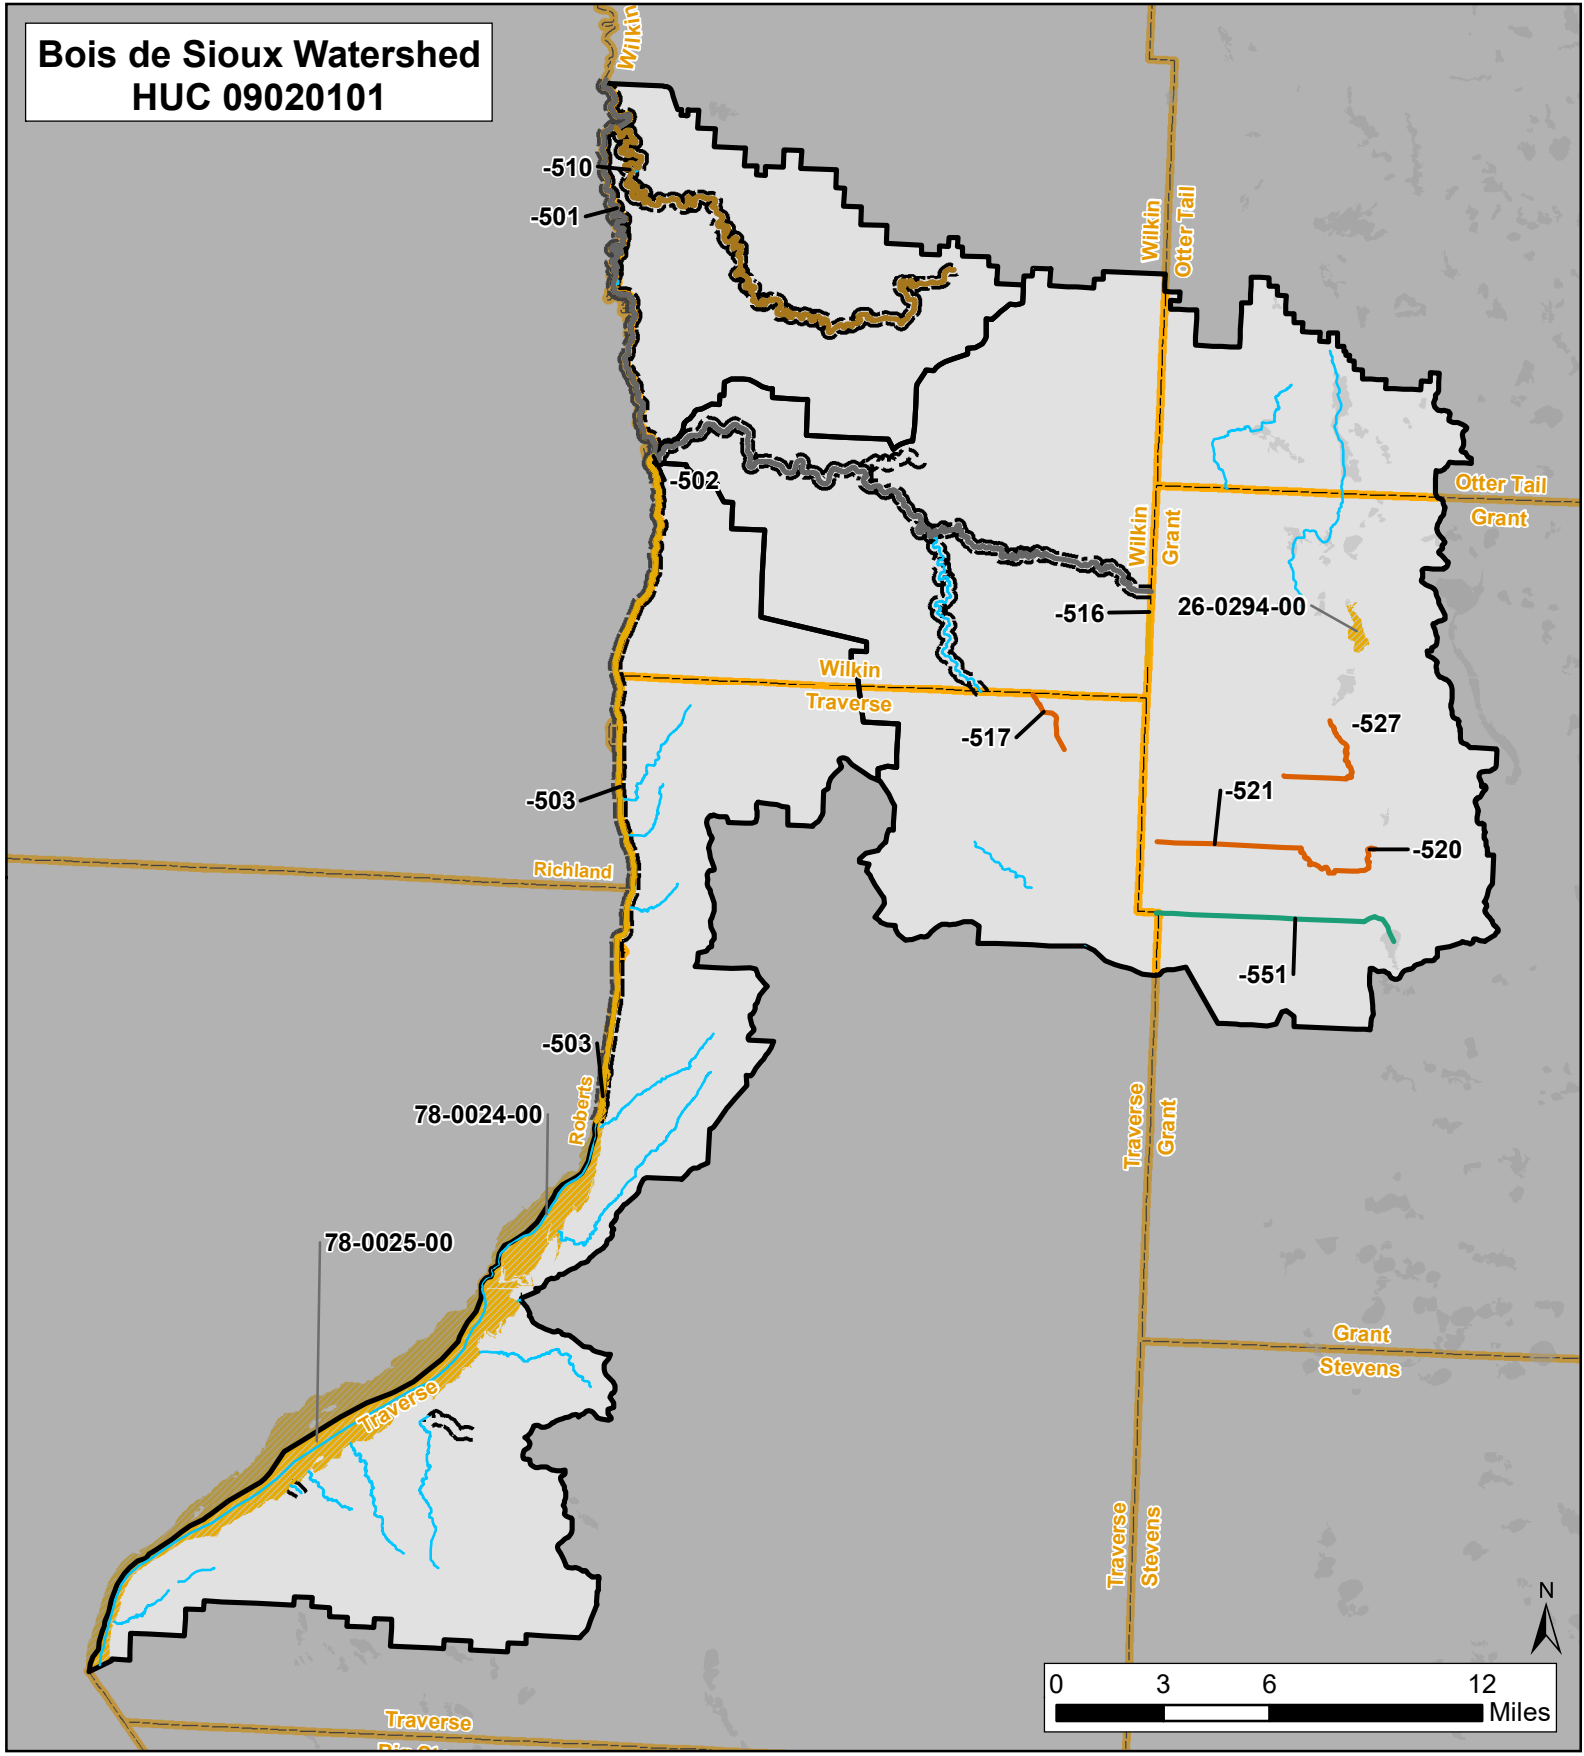 Bois de Sioux Watershed
HUC 09020101
Wilkin
-510
-501
Wilkin
Otter Tail
-502
Otter Tail
Grant
Wilkin
Grant
-516
26-0294-00
Wilkin
Traverse
-517
-527
-503
-521
-520
Richland
-551
-503
Roberts
78-0024-00
Traverse
Grant
78-0025-00
Grant
Stevens
Traverse
Traverse
Stevens
N
0 3 6 12
Miles
Traverse